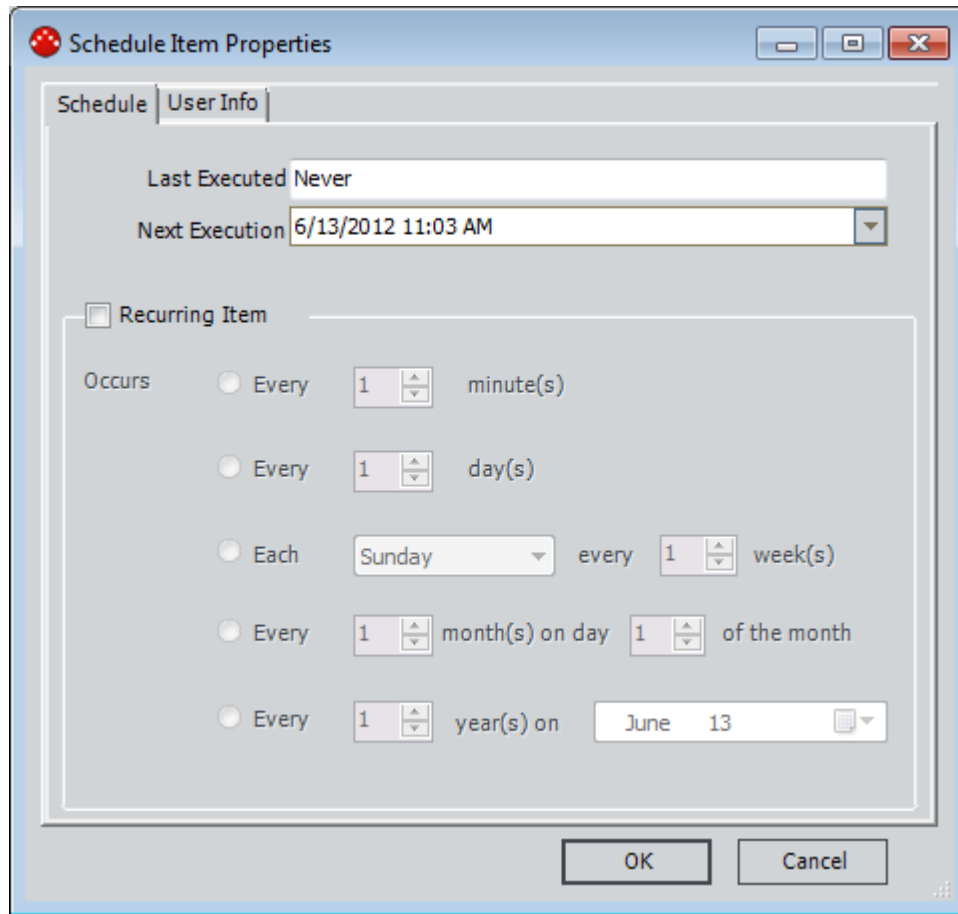 Schedule Item Properties
Schedule User Info
Last Executed Never
Next Execution 6/13/2012 11:03 AM
Recurring Item
Occurs Every 1 minute(s)
Every 1 day(s)
Each Sunday every 1 week(s)
Every 1 month(s) on day 1 of the month
Every 1 year(s) on June 13
OK Cancel